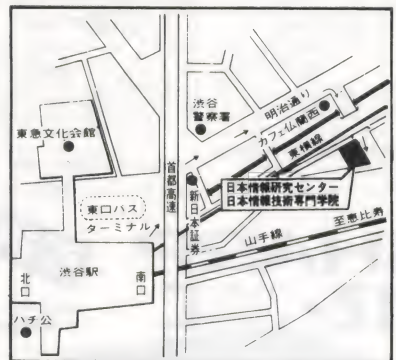 渋谷
警察署
明治通り
カフェ仏蘭西
東急文化会館
首都高速
東横線
日本情報研究センター
日本情報技術専門学院
東口バス
ターミナル
新日本証券
至恵比寿
山手線
北口
渋谷駅
南口
ハチ公